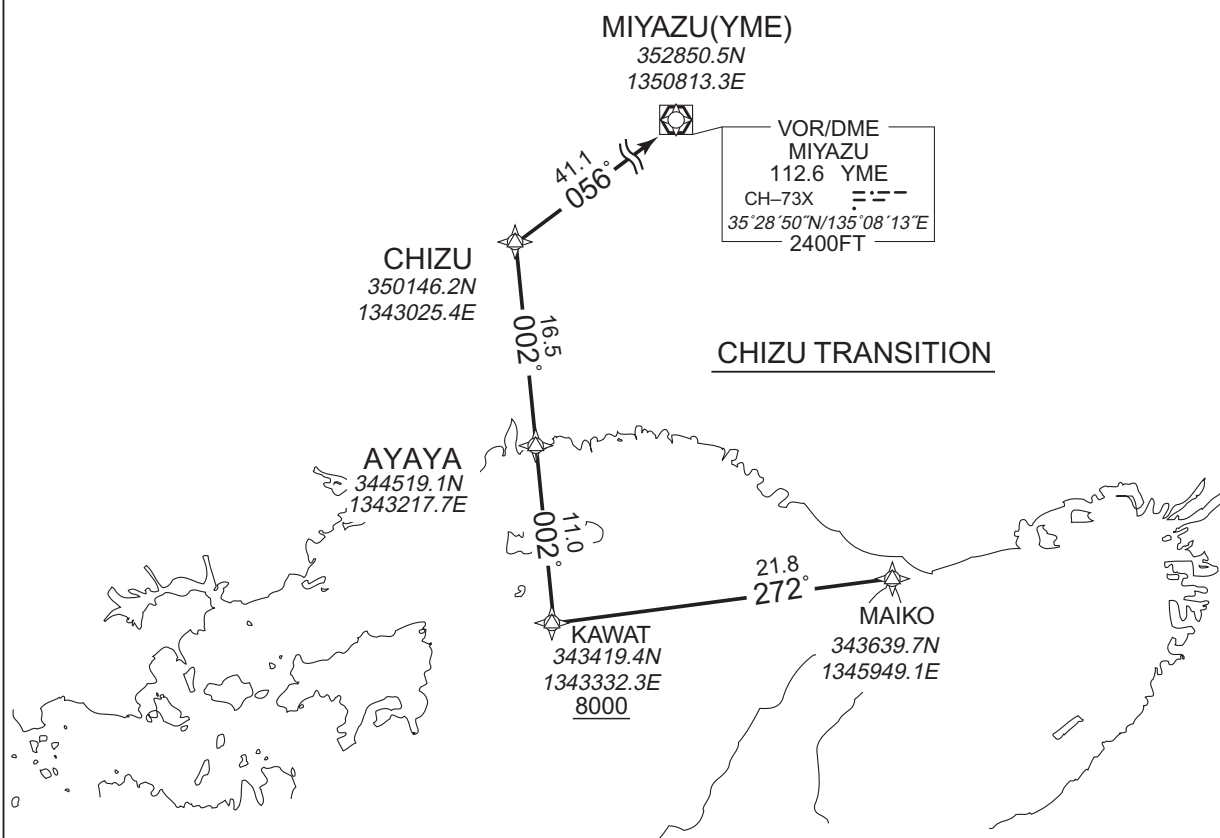 MIYAZU(YME)
352850.5N
1350813.3E
VOR/DME
MIYAZU
112.6 YME
CH–73X
35°28´50˝N/135°08´13˝E
2400FT
41.1
056°
CHIZU
350146.2N
1343025.4E
16.5
002°
CHIZU TRANSITION
AYAYA
344519.1N
1343217.7E
11.0
002°
21.8
272°
MAIKO
343639.7N
1345949.1E
KAWAT
343419.4N
1343332.3E
8000